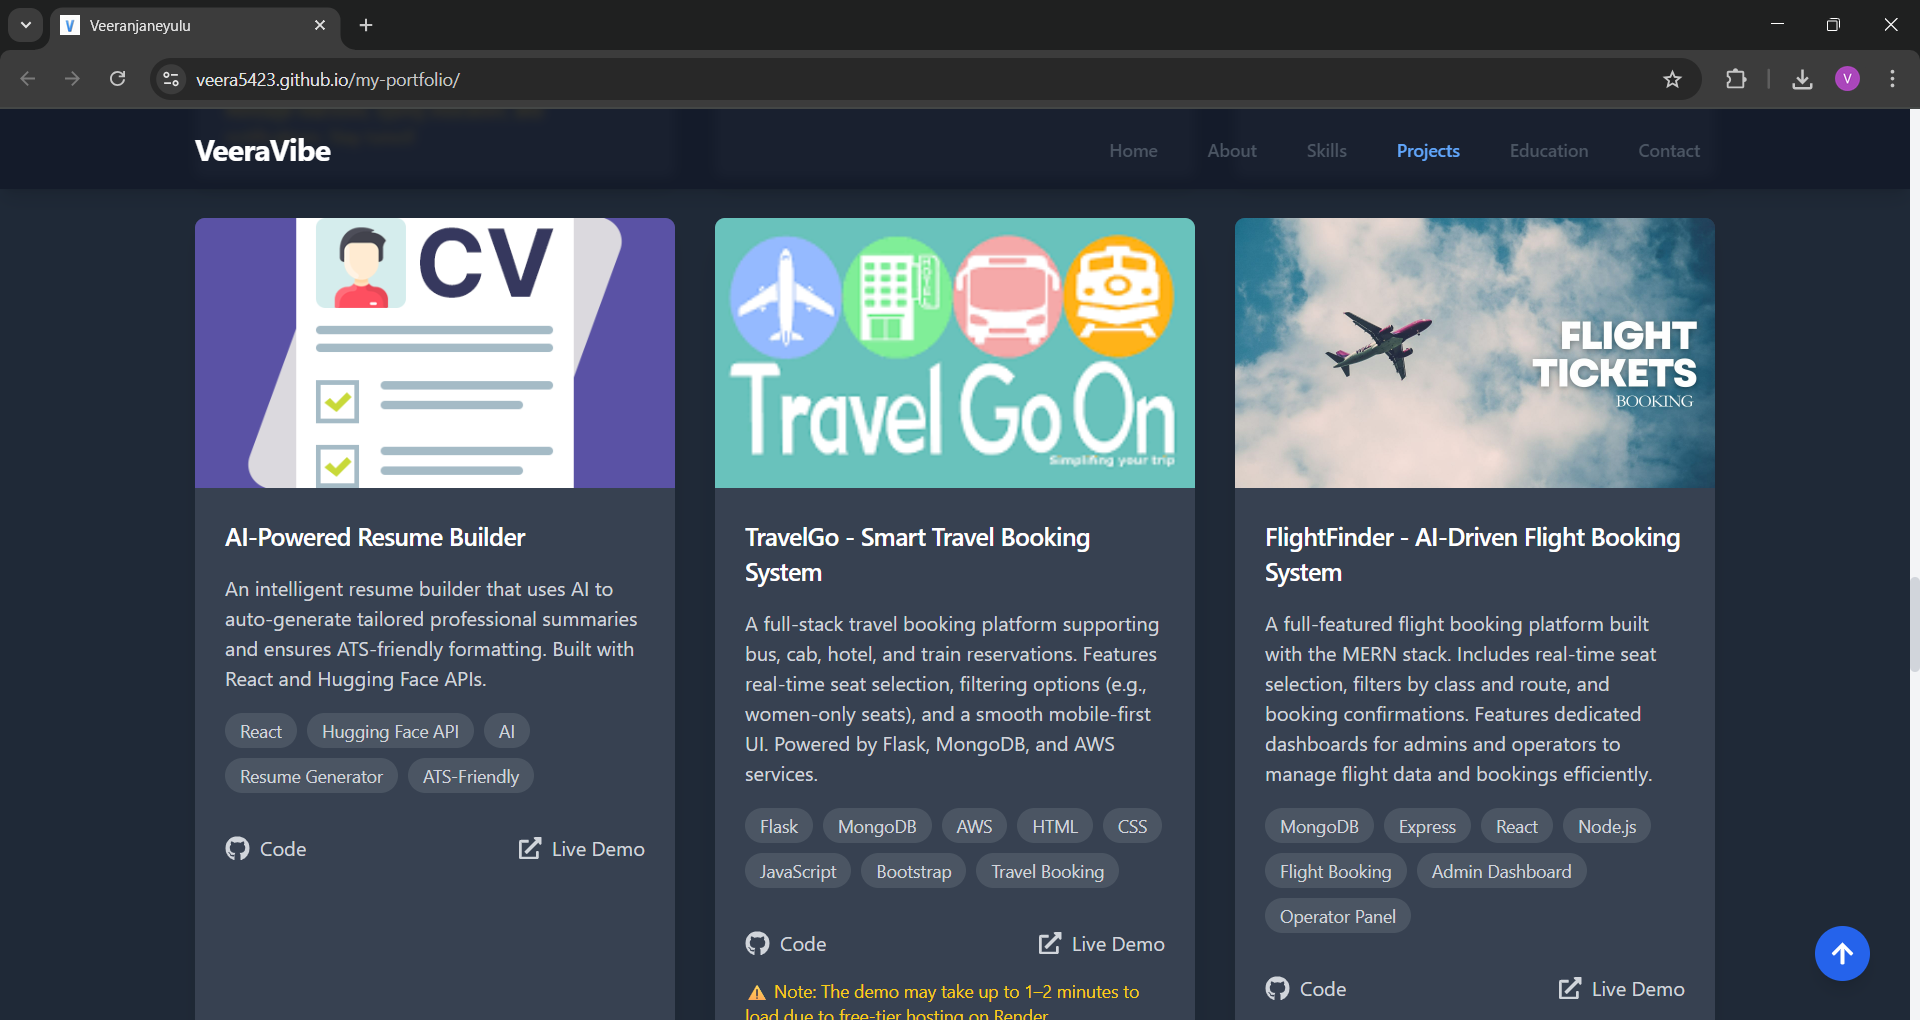 Veeranjaneyulu
veera5423.github.io/my-portfolio/
V
VeeraVibe
Home
About
Skills
Projects
Education
Contact
CV
AI-Powered Resume Builder
An intelligent resume builder that uses AI to
auto-generate tailored professional summaries
and ensures ATS-friendly formatting. Built with
React and Hugging Face APIs.
React
Hugging Face API
AI
Resume Generator
ATS-Friendly
Code
Live Demo
HOTEL
Travel Go On
Simplifing your trip
TravelGo - Smart Travel Booking
System
A full-stack travel booking platform supporting
bus, cab, hotel, and train reservations. Features
real-time seat selection, filtering options (e.g.,
women-only seats), and a smooth mobile-first
UI. Powered by Flask, MongoDB, and AWS
services.
Flask
MongoDB
AWS
HTML
CSS
JavaScript
Bootstrap
Travel Booking
Code
Live Demo
⚠ Note: The demo may take up to 1–2 minutes to
load due to free-tier hosting on Render
FLIGHT
TICKETS
BOOKING
FlightFinder - AI-Driven Flight Booking
System
A full-featured flight booking platform built
with the MERN stack. Includes real-time seat
selection, filters by class and route, and
booking confirmations. Features dedicated
dashboards for admins and operators to
manage flight data and bookings efficiently.
MongoDB
Express
React
Node.js
Flight Booking
Admin Dashboard
Operator Panel
Code
Live Demo